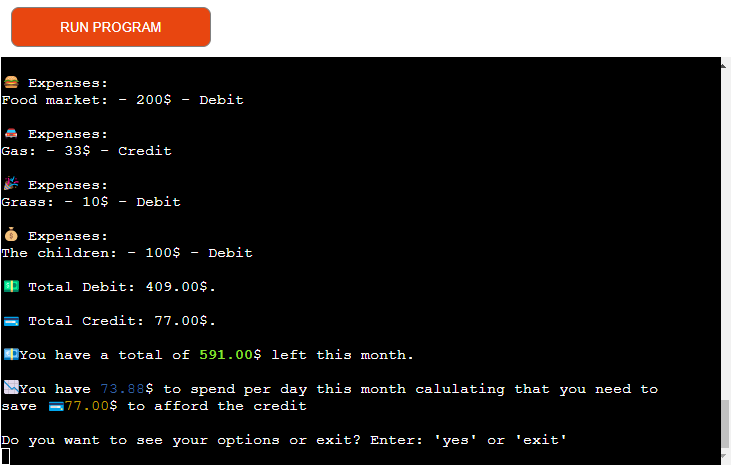 RUN PROGRAM
🍔 Expenses:
Food market: - 200$ - Debit
🚔 Expenses:
Gas: - 33$ - Credit
🎉 Expenses:
Grass: - 10$ - Debit
💰 Expenses:
The children: - 100$ - Debit
💵 Total Debit: 409.00$.
💳 Total Credit: 77.00$.
💶You have a total of 591.00$ left this month.
📉You have 73.88$ to spend per day this month calulating that you need to
save 💳77.00$ to afford the credit
Do you want to see your options or exit? Enter: 'yes' or 'exit'